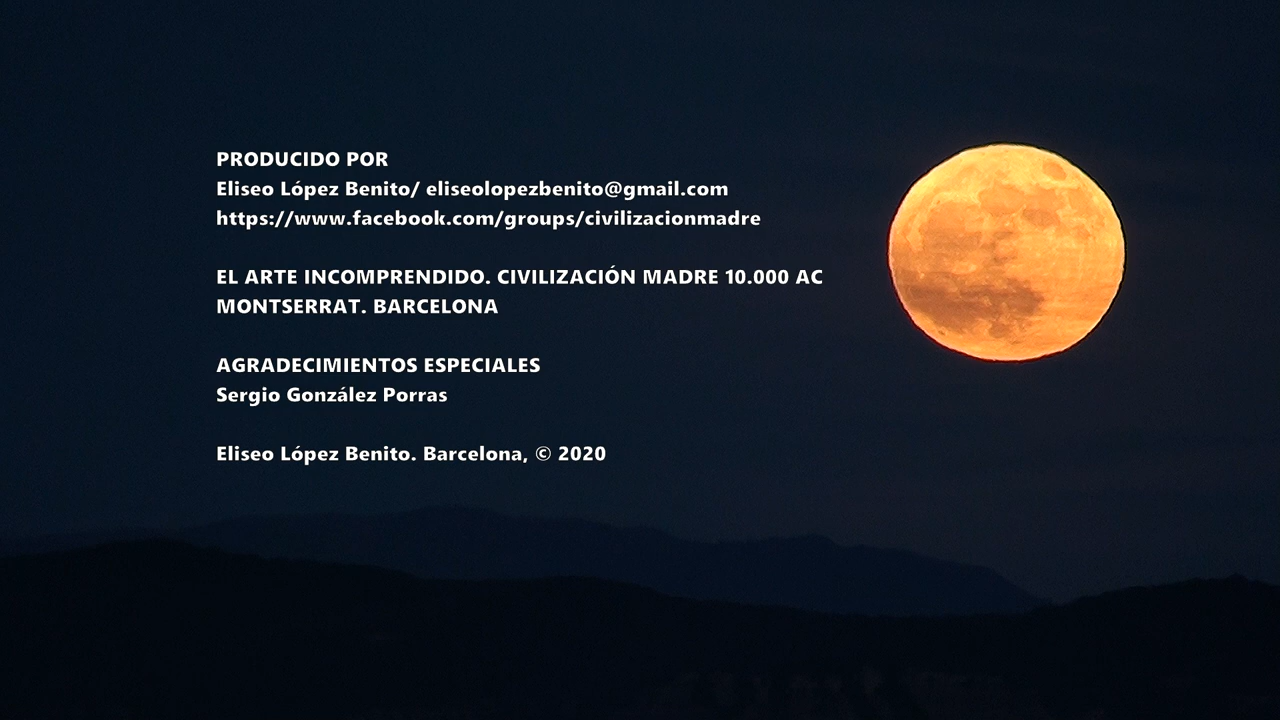 PRODUCIDO POR
Eliseo López Benito/ eliseolopezbenito@gmail.com
https://www.facebook.com/groups/civilizacionmadre
EL ARTE INCOMPRENDIDO. CIVILIZACIÓN MADRE 10.000 AC
MONTSERRAT. BARCELONA
AGRADECIMIENTOS ESPECIALES
Sergio González Porras
Eliseo López Benito. Barcelona, © 2020